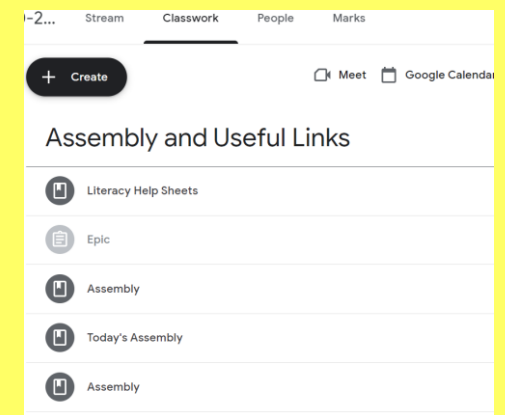 -2... Stream Classwork People Marks
+ Create Meet Google Calendar
Assembly and Useful Links
Literacy Help Sheets
Epic
Assembly
Today's Assembly
Assembly